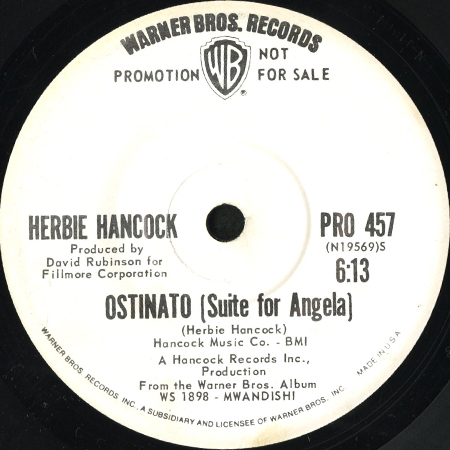 WARNER BROS. RECORDS
PROMOTION
WB
®
NOT
FOR SALE
HERBIE HANCOCK
Produced by
David Rubinson for
Fillmore Corporation
PRO 457
(N19569)S
6:13
OSTINATO (Suite for Angela)
(Herbie Hancock)
Hancock Music Co. - BMI
A Hancock Records Inc.,
Production
From the Warner Bros. Album
WS 1898 - MWANDISHI
WARNER BROS. RECORDS INC., A SUBSIDIARY AND LICENSEE OF WARNER BROS. INC.
MADE IN U.S.A.